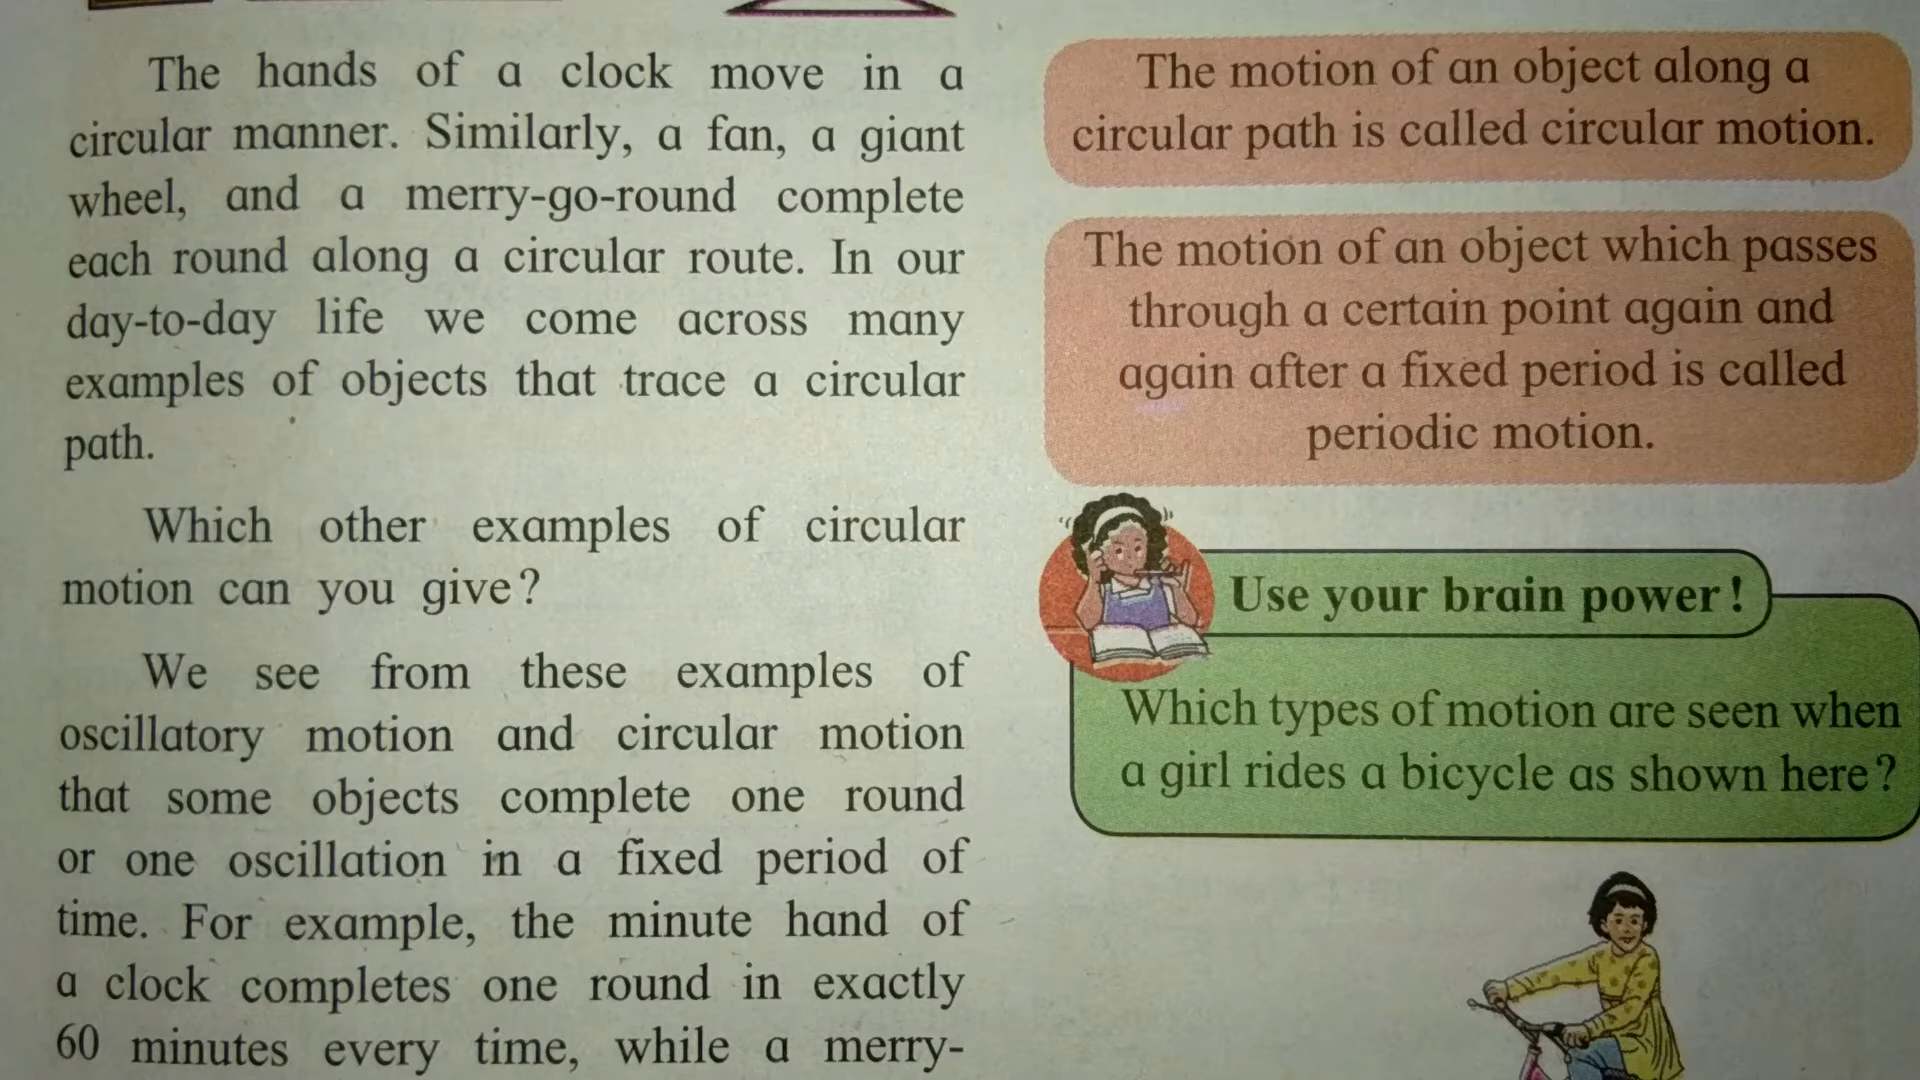 The hands of a clock move in a
circular manner. Similarly, a fan, a giant
wheel, and a merry-go-round complete
each round along a circular route. In our
day-to-day life we come across many
examples of objects that trace a circular
path.
Which other examples of circular
motion can you give?
We see from these examples of
oscillatory motion and circular motion
that some objects complete one round
or one oscillation in a fixed period of
time. For example, the minute hand of
a clock completes one round in exactly
60 minutes every time, while a merry-
The motion of an object along a
circular path is called circular motion.
The motion of an object which passes
through a certain point again and
again after a fixed period is called
periodic motion.
Use your brain power!
Which types of motion are seen when
a girl rides a bicycle as shown here?